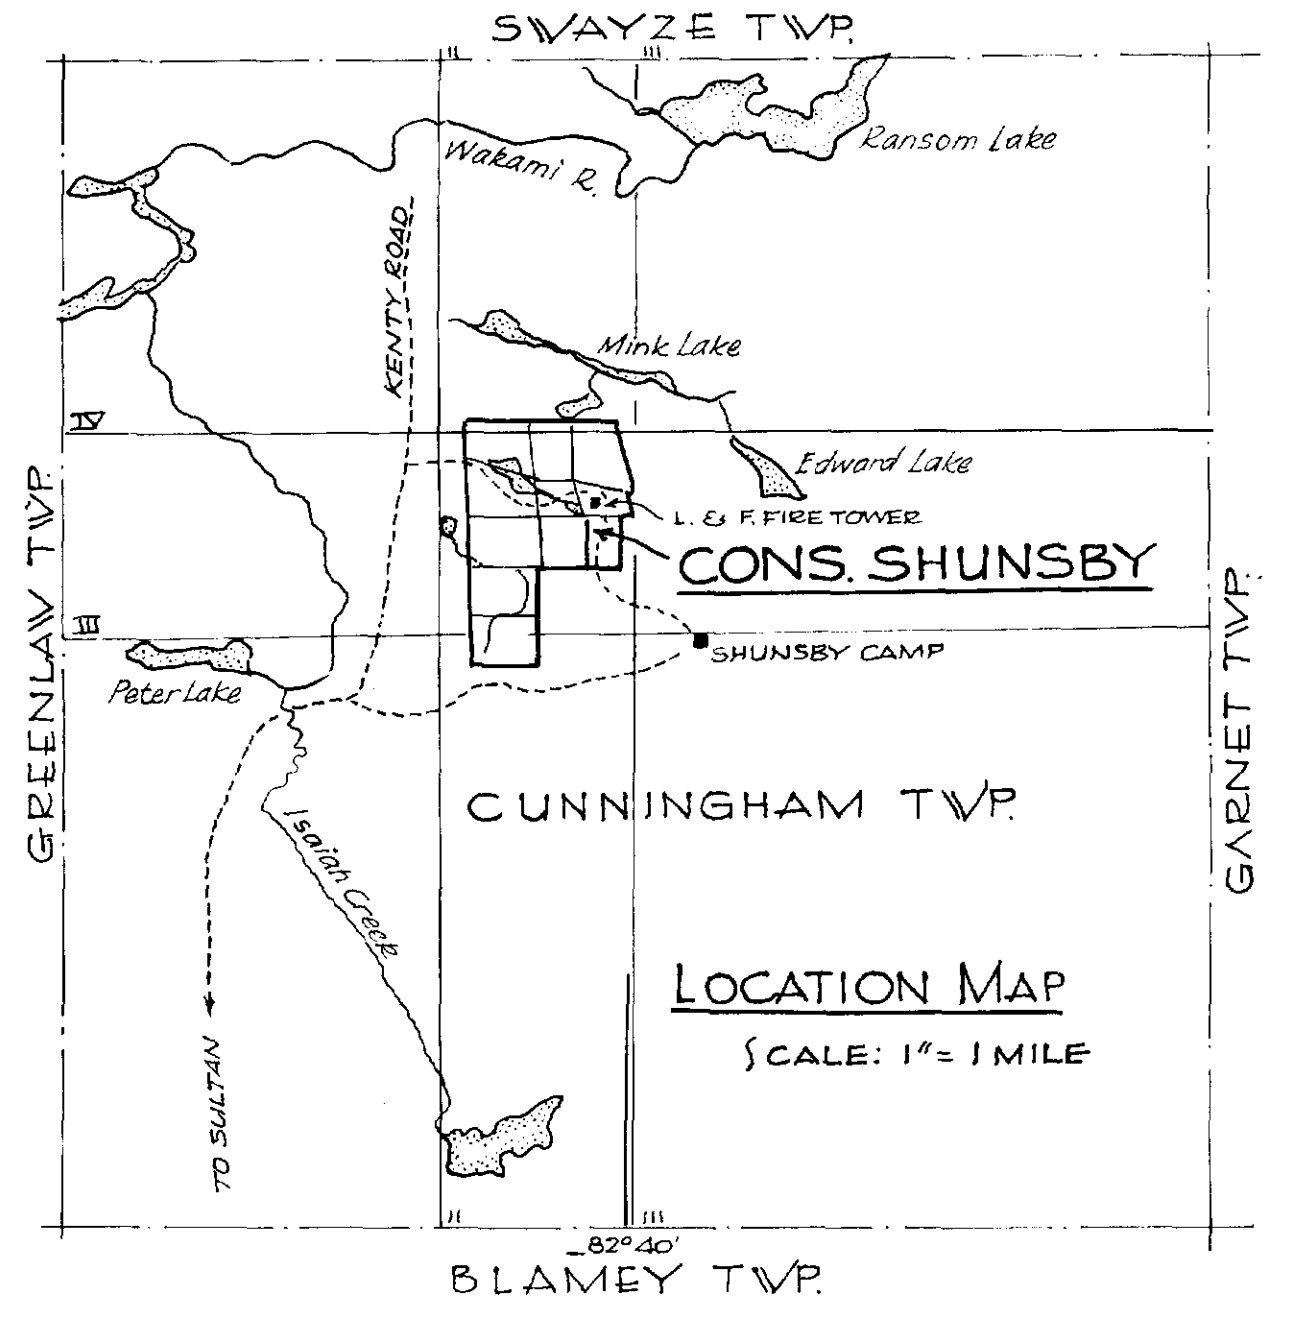 SWAYZE TWP.
II
III
Ransom Lake
Wakami R.
KENTY ROAD
Mink Lake
IV
Edward Lake
L. & F. FIRE TOWER
CONS. SHUNSBY
GREENLAW TWP.
GARNET TWP.
III
SHUNSBY CAMP
Peter Lake
CUNNINGHAM TWP.
Isaiah Creek
LOCATION MAP
SCALE: 1" = 1 MILE
TO SULTAN
II
III
82° 40'
BLAMEY TWP.